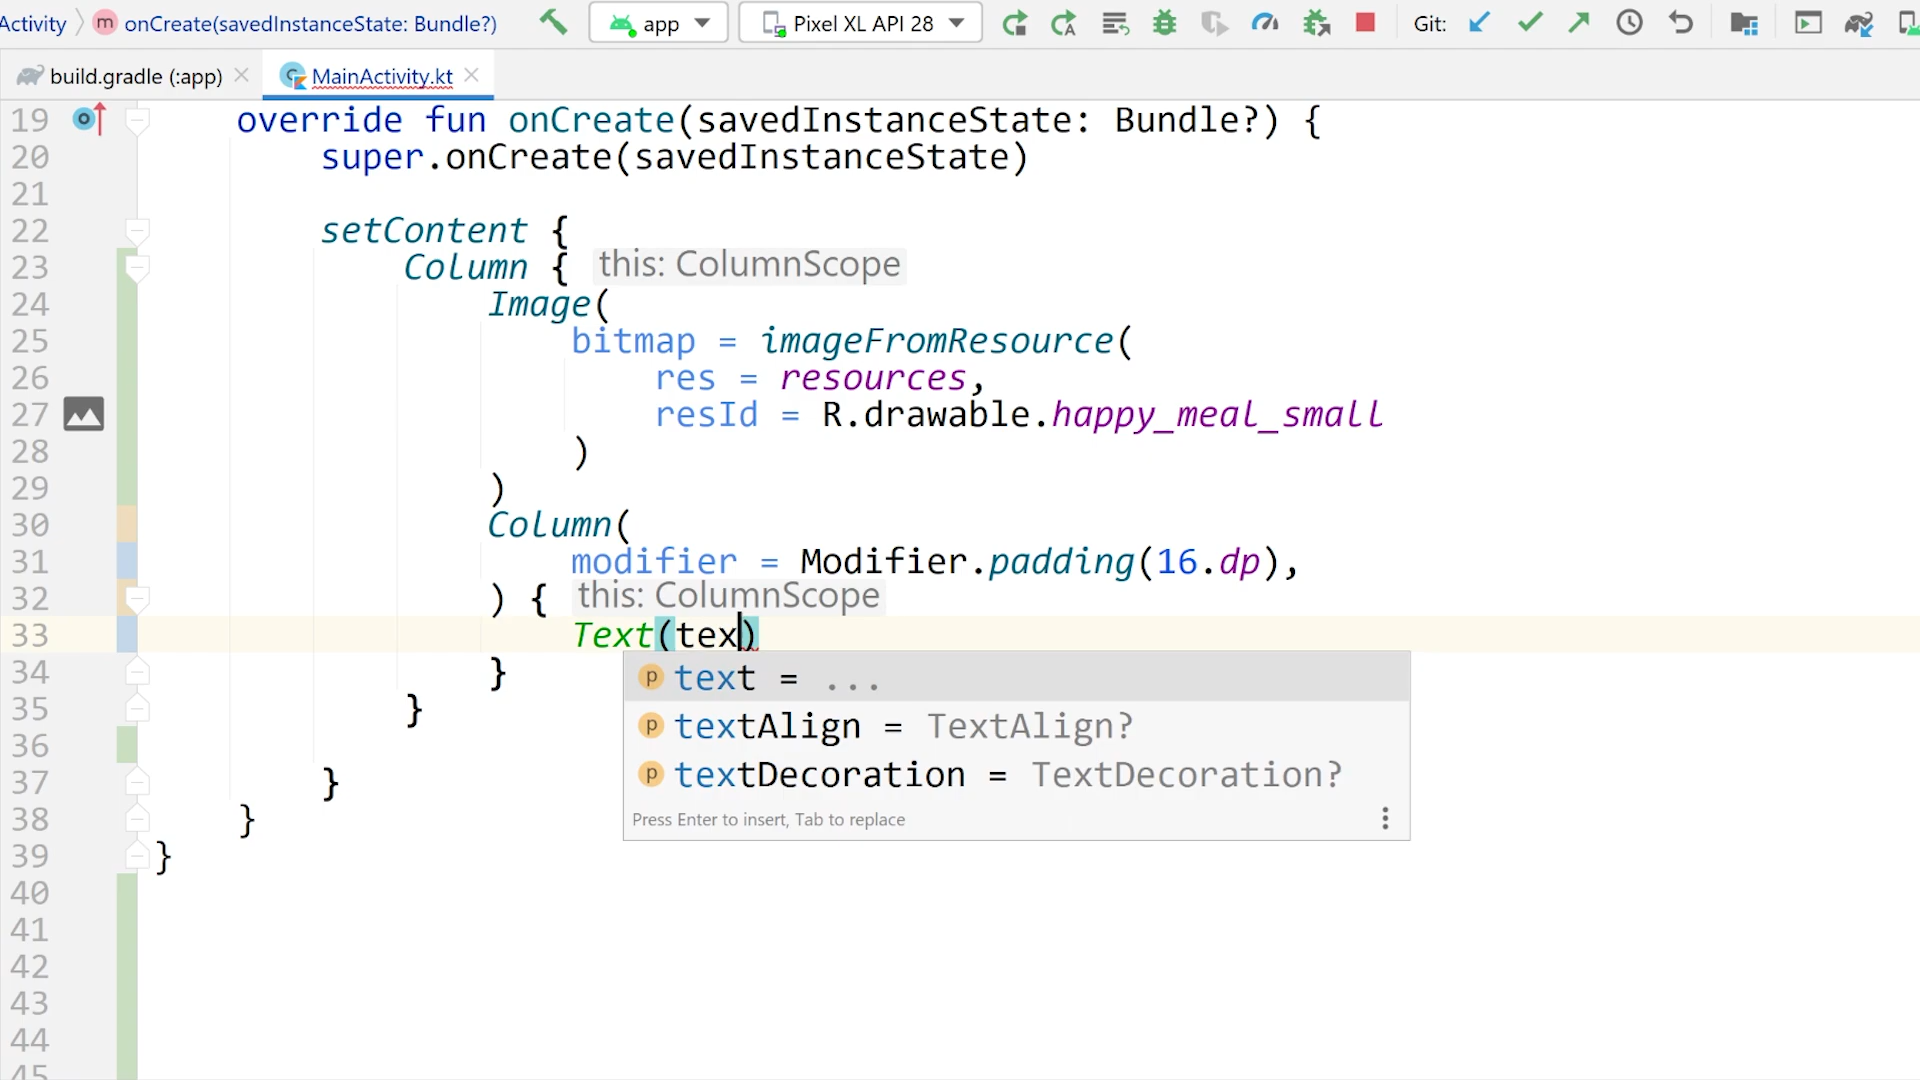 Activity onCreate(savedInstanceState: Bundle?) app Pixel XL API 28 Git:
build.gradle (:app) MainActivity.kt
19 override fun onCreate(savedInstanceState: Bundle?) {
20 super.onCreate(savedInstanceState)
21
22 setContent {
23 Column { this: ColumnScope
24 Image(
25 bitmap = imageFromResource(
26 res = resources,
27 resId = R.drawable.happy_meal_small
28 )
29 )
30 Column(
31 modifier = Modifier.padding(16.dp),
32 ) { this: ColumnScope
33 Text(tex)
34 }
p text = ...
35 }
p textAlign = TextAlign?
36
p textDecoration = TextDecoration?
37 }
38 }
Press Enter to insert, Tab to replace
39 }
40
41
42
43
44
45